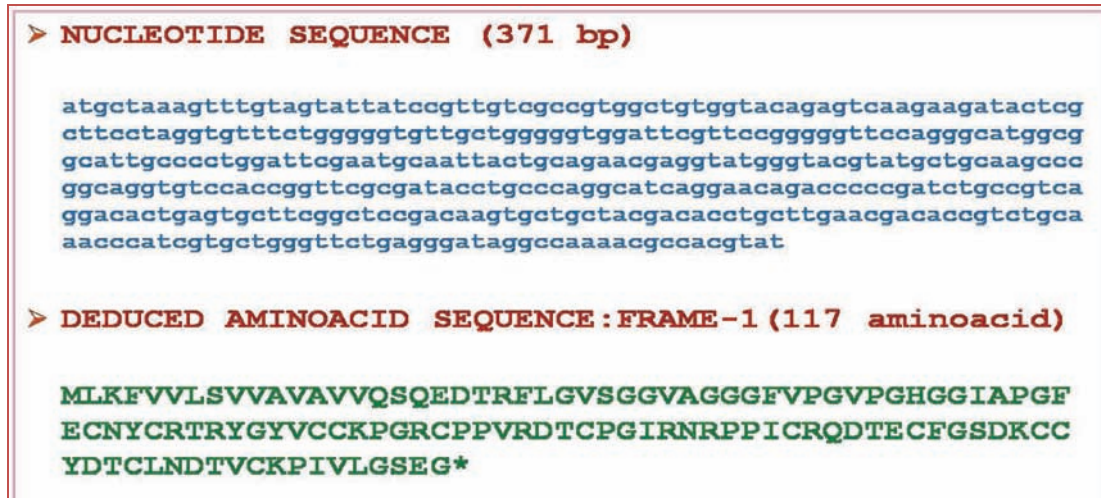 ➢ NUCLEOTIDE SEQUENCE (371 bp)
atgctaaagtttgtagtattatccgttgtcgccgtggctgtggtacagagtcaagaagatactcg
cttcctaggtgtttctgggggtgttgctgggggtggattcgttccgggggttccagggcatggcg
gcattgcccctggattcgaatgcaattactgcagaacgaggtatgggtacgtatgctgcaagccc
ggcaggtgtccaccggttcgcgatacctgcccaggcatcaggaacagacccccgatctgccgtca
ggacactgagtgcttcggctccgacaagtgctgctacgacacctgcttgaacgacaccgtctgca
aacccatcgtgctgggttctgagggataggccaaaacgccacgtat
➢ DEDUCED AMINOACID SEQUENCE:FRAME-1(117 aminoacid)
MLKFVVLSVVAVAVVQSQEDTRFLGVSGGVAGGGFVPGVPGHGGIAPGF
ECNYCRTRYGYVCCKPGRCPPVRDTCPGIRNRPPICRQDTECFGSDKCC
YDTCLNDTVCKPIVLGSEG*